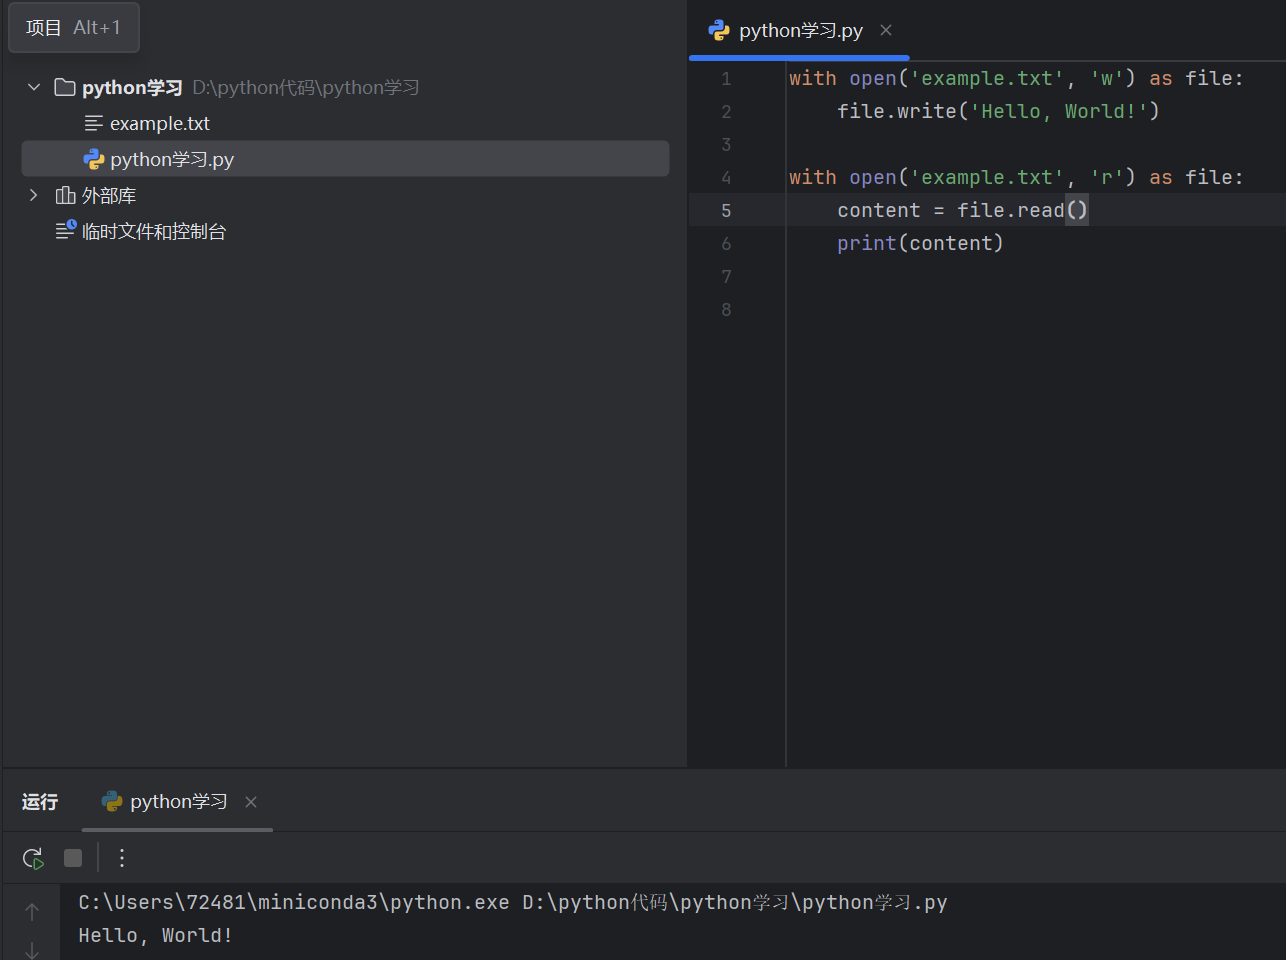 项目 Alt+1
python学习 D:\python代码\python学习
example.txt
python学习.py
外部库
临时文件和控制台
python学习.py
1 with open('example.txt', 'w') as file:
2     file.write('Hello, World!')
3
4 with open('example.txt', 'r') as file:
5     content = file.read()
6     print(content)
7
8
运行 python学习
C:\Users\72481\miniconda3\python.exe D:\python代码\python学习\python学习.py
Hello, World!